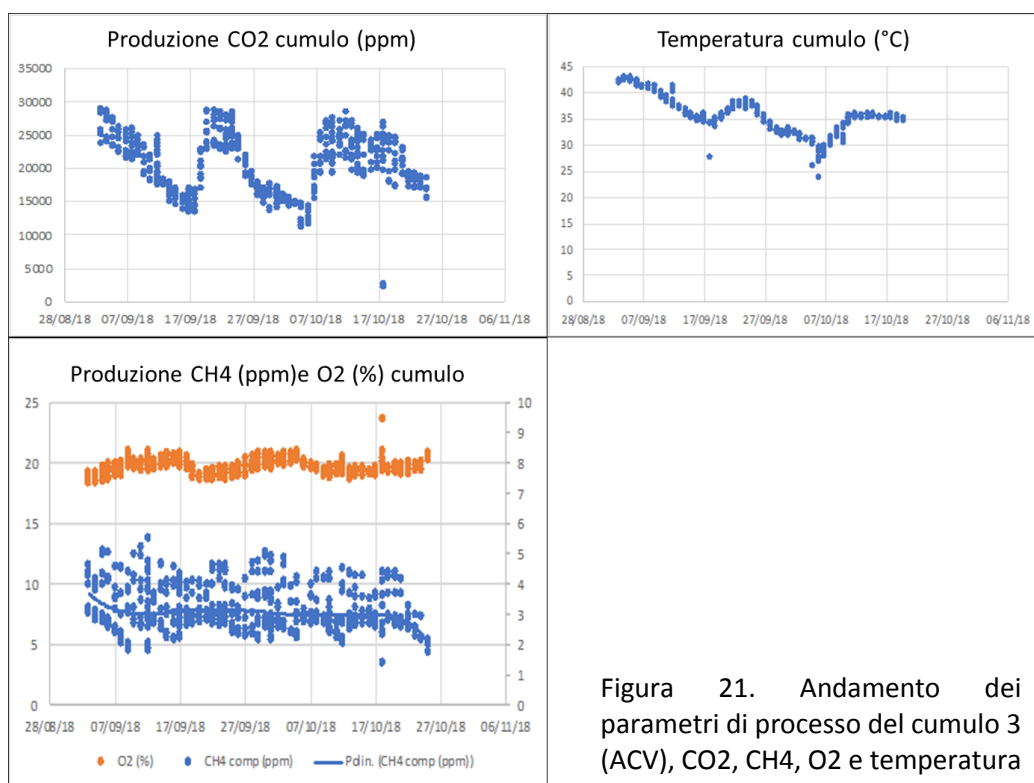 Produzione CO2 cumulo (ppm)
35000
30000
25000
20000
15000
10000
5000
0
28/08/18 07/09/18 17/09/18 27/09/18 07/10/18 17/10/18 27/10/18 06/11/18
Temperatura cumulo (°C)
45
40
35
30
25
20
15
10
5
0
28/08/18 07/09/18 17/09/18 27/09/18 07/10/18 17/10/18 27/10/18 06/11/18
Produzione CH4 (ppm)e O2 (%) cumulo
25 10
9
20 8
7
15 6
5
10 4
3
5 2
1
0 0
28/08/18 07/09/18 17/09/18 27/09/18 07/10/18 17/10/18 27/10/18 06/11/18
O2 (%) CH4 comp (ppm) Polin. (CH4 comp (ppm))
Figura 21. Andamento dei
parametri di processo del cumulo 3
(ACV), CO2, CH4, O2 e temperatura